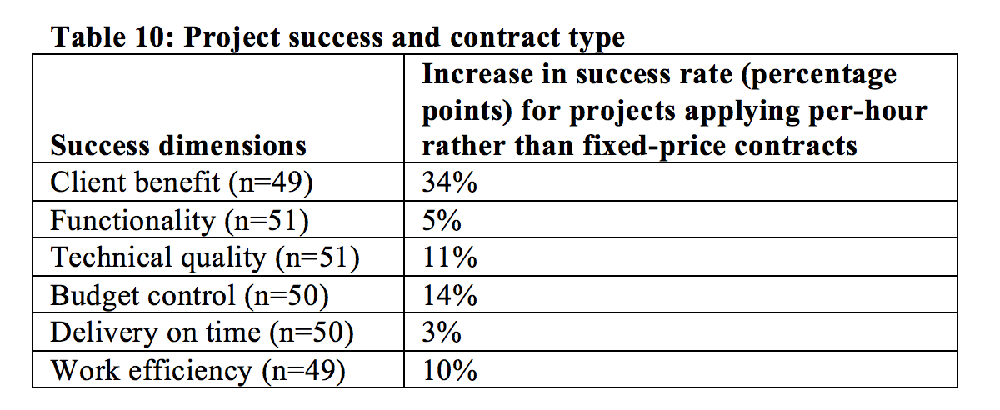 Table 10: Project success and contract type
Success dimensions
Increase in success rate (percentage
points) for projects applying per-hour
rather than fixed-price contracts
Client benefit (n=49) 34%
Functionality (n=51) 5%
Technical quality (n=51) 11%
Budget control (n=50) 14%
Delivery on time (n=50) 3%
Work efficiency (n=49) 10%